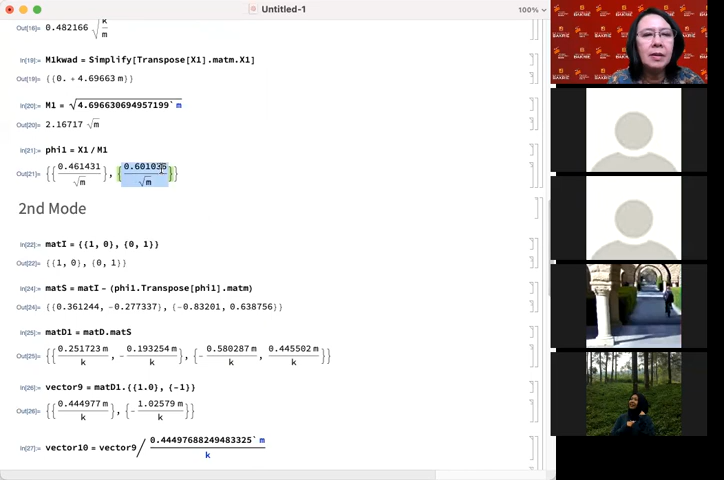 Untitled-1
100%
Out[16]= 0.482166 √(k/m)
In[19]:= M1kwad = Simplify[Transpose[X1].matm.X1]
Out[19]= {{0. + 4.69663 m}}
In[20]:= M1 = √(4.696630694957199` m)
Out[20]= 2.16717 √m
In[21]:= phi1 = X1 / M1
Out[21]= {{0.461431/√m}, {0.601035/√m}}
2nd Mode
In[22]:= matI = {{1, 0}, {0, 1}}
Out[22]= {{1, 0}, {0, 1}}
In[24]:= matS = matI - (phi1.Transpose[phi1].matm)
Out[24]= {{0.361244, -0.277337}, {-0.83201, 0.638756}}
In[25]:= matD1 = matD.matS
Out[25]= {{0.251723 m/k, -0.193254 m/k}, {-0.580287 m/k, 0.445502 m/k}}
In[26]:= vector9 = matD1.{{1.0}, {-1}}
Out[26]= {{0.444977 m/k}, {-1.02579 m/k}}
In[27]:= vector10 = vector9 / (0.44497688249483325` m/k)